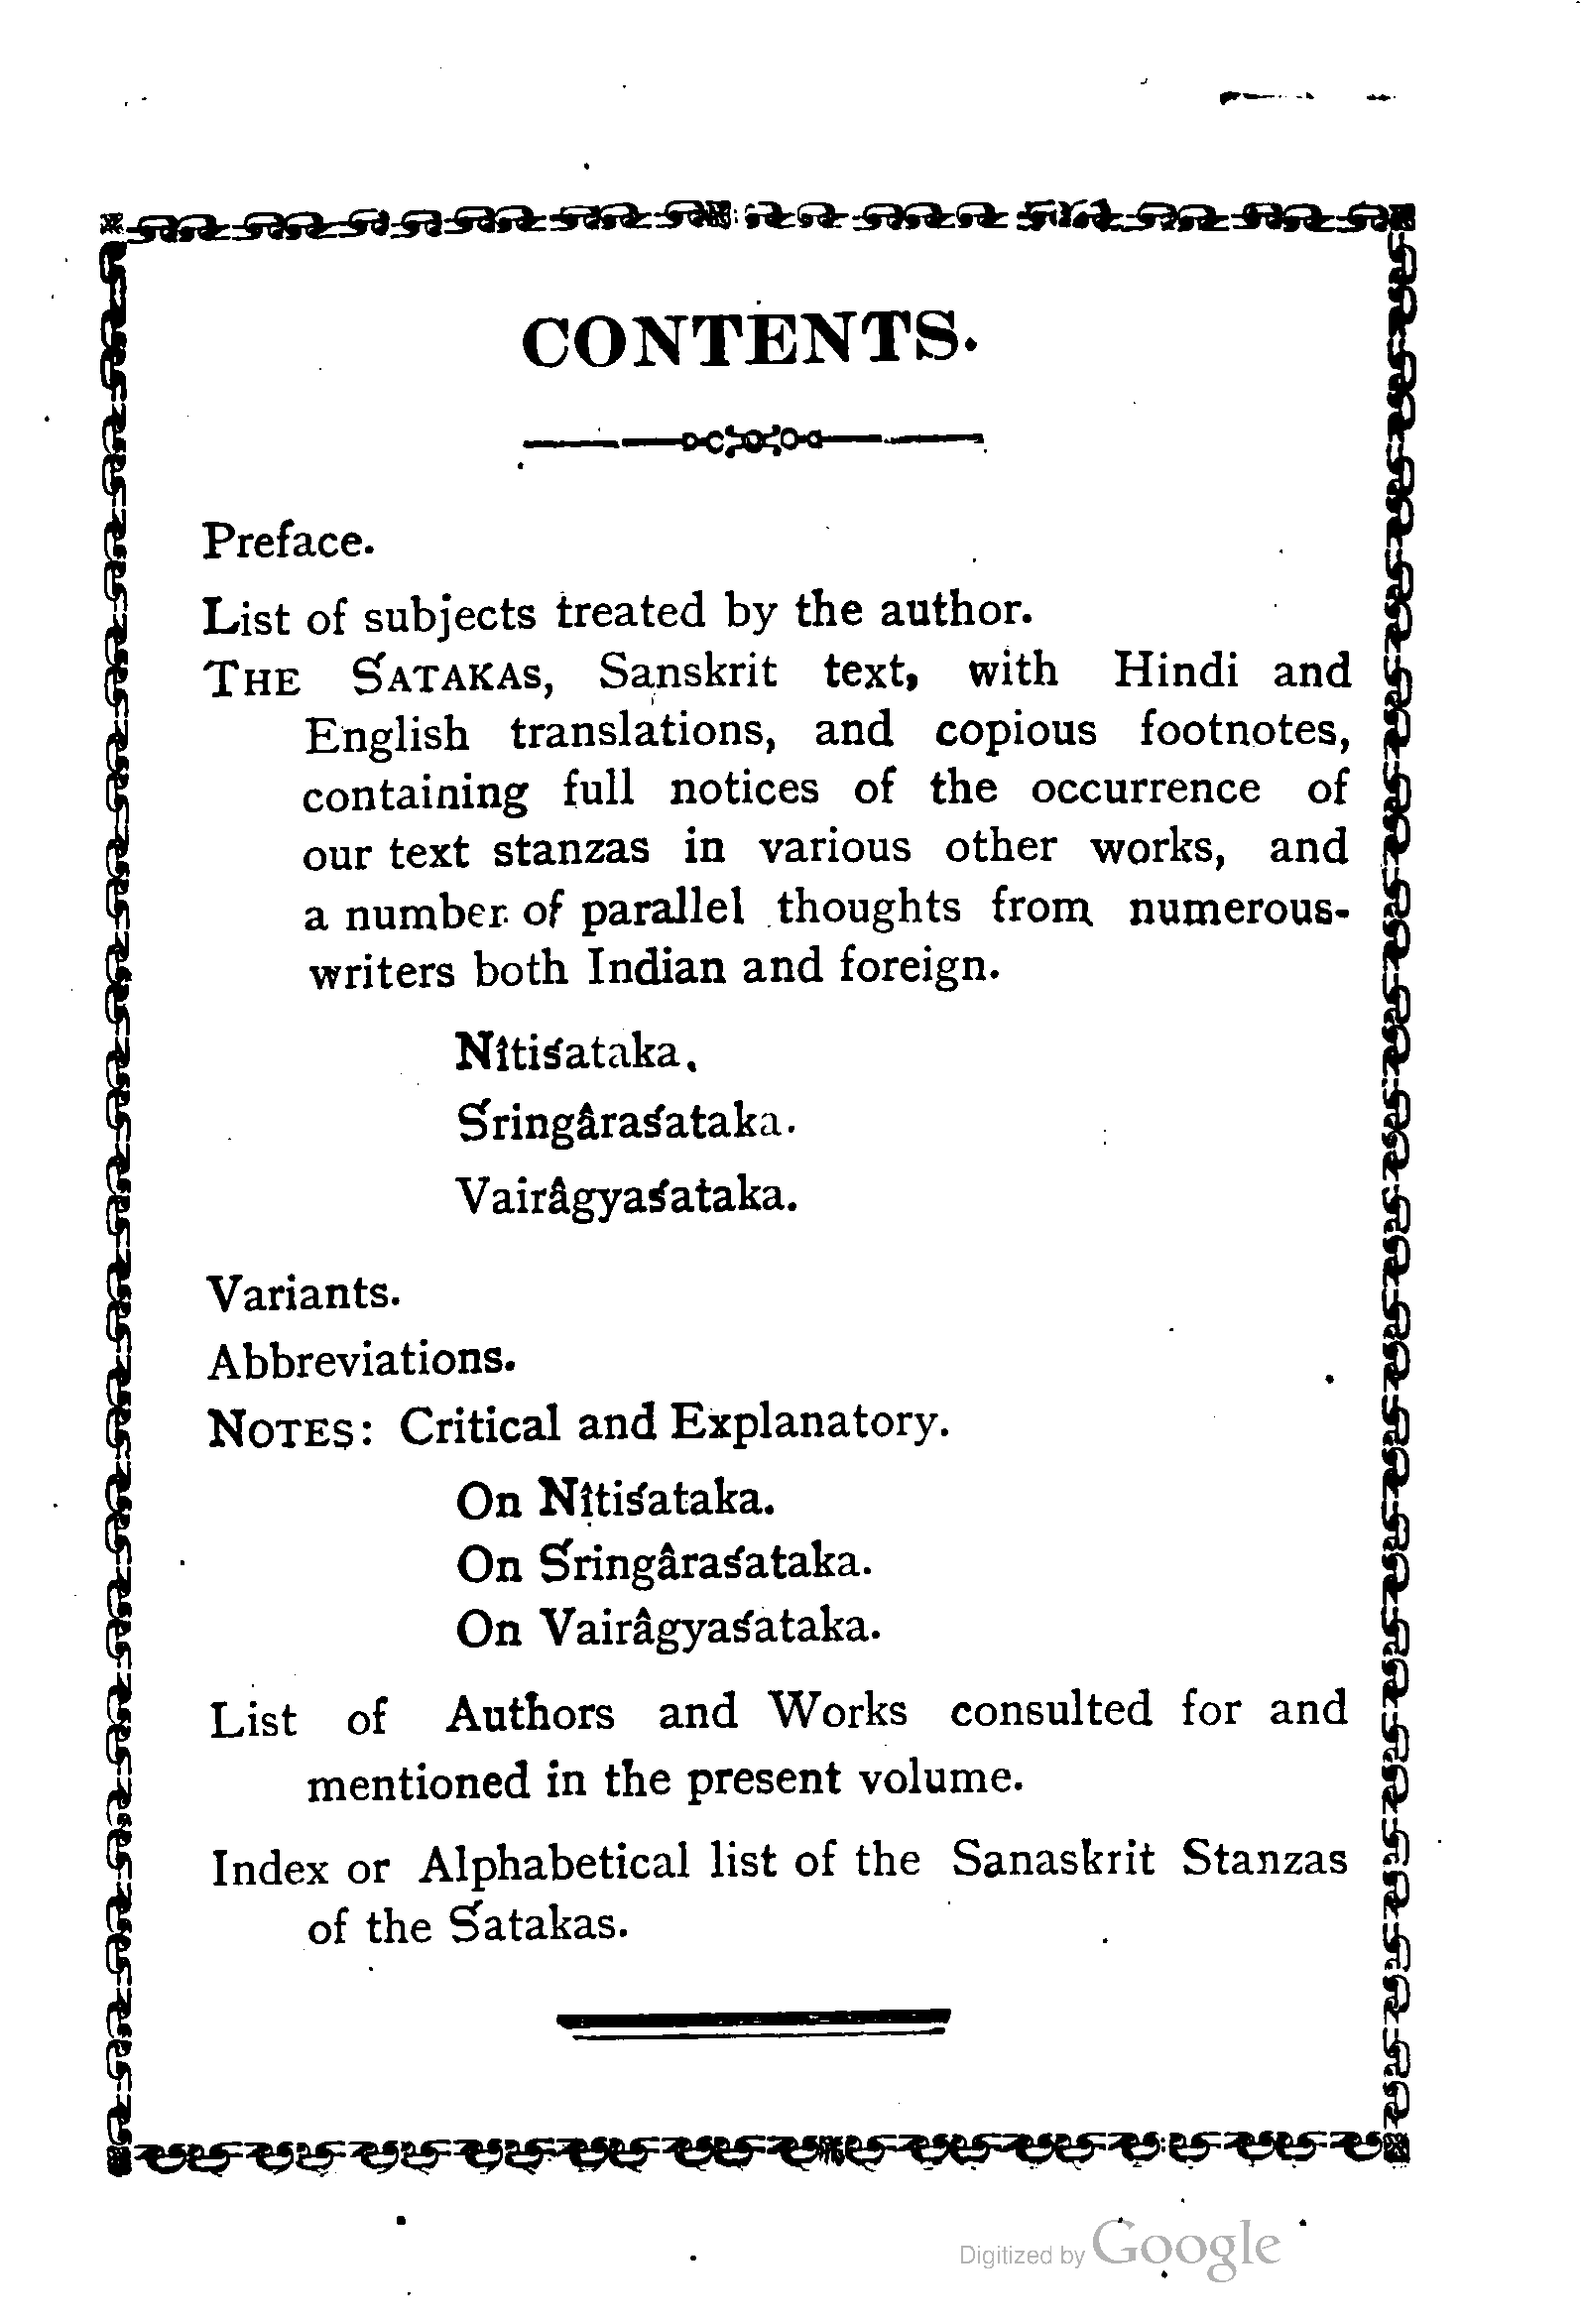 CONTENTS.
Preface.
List of subjects treated by the author.
THE ŚATAKAS, Sanskrit text, with Hindi and
English translations, and copious footnotes,
containing full notices of the occurrence of
our text stanzas in various other works, and
a number of parallel thoughts from numerous-
writers both Indian and foreign.
Nîtiśataka.
Śringâraśataka.
Vairâgyaśataka.
Variants.
Abbreviations.
NOTES: Critical and Explanatory.
On Nîtiśataka.
On Śringâraśataka.
On Vairâgyaśataka.
List of Authors and Works consulted for and
mentioned in the present volume.
Index or Alphabetical list of the Sanaskrit Stanzas
of the Śatakas.
Digitized by Google